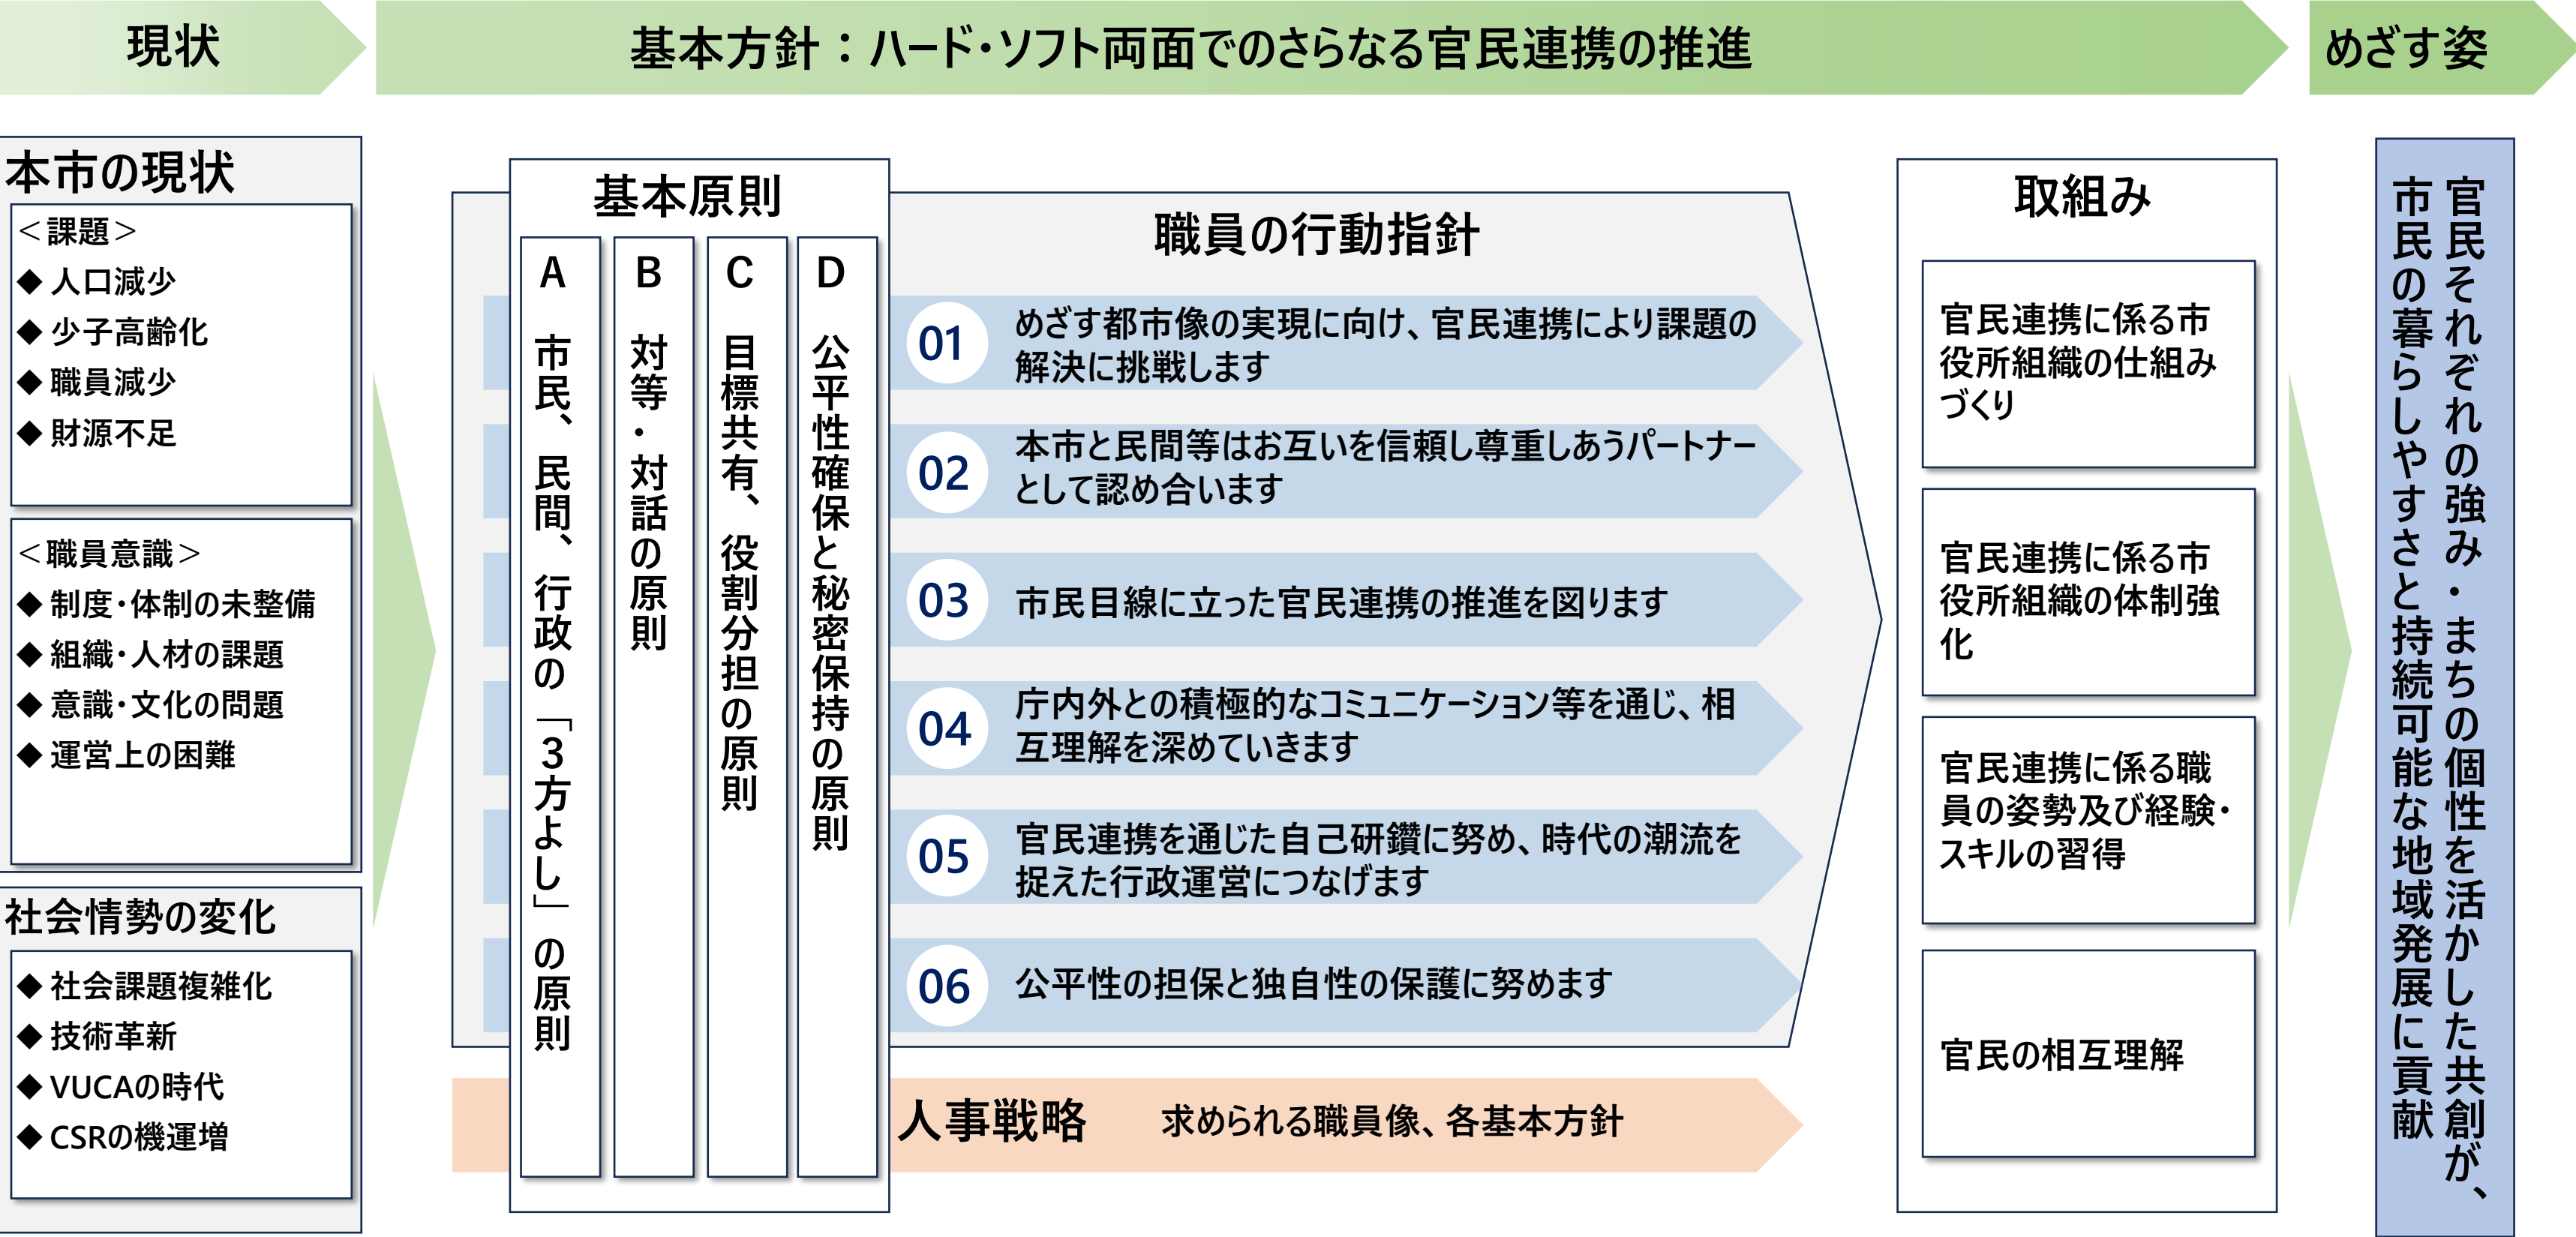 現状
基本方針：ハード・ソフト両面でのさらなる官民連携の推進
めざす姿
本市の現状
＜課題＞
◆ 人口減少
◆ 少子高齢化
◆ 職員減少
◆ 財源不足
＜職員意識＞
◆ 制度・体制の未整備
◆ 組織・人材の課題
◆ 意識・文化の問題
◆ 運営上の困難
社会情勢の変化
◆ 社会課題複雑化
◆ 技術革新
◆ VUCAの時代
◆ CSRの機運増
基本原則
A 市民、民間、行政の「３方よし」の原則
B 対等・対話の原則
C 目標共有、役割分担の原則
D 公平性確保と秘密保持の原則
職員の行動指針
01
めざす都市像の実現に向け、官民連携により課題の
解決に挑戦します
02
本市と民間等はお互いを信頼し尊重しあうパートナー
として認め合います
03
市民目線に立った官民連携の推進を図ります
04
庁内外との積極的なコミュニケーション等を通じ、相
互理解を深めていきます
05
官民連携を通じた自己研鑽に努め、時代の潮流を
捉えた行政運営につなげます
06
公平性の担保と独自性の保護に努めます
人事戦略 求められる職員像、各基本方針
取組み
官民連携に係る市
役所組織の仕組み
づくり
官民連携に係る市
役所組織の体制強
化
官民連携に係る職
員の姿勢及び経験・
スキルの習得
官民の相互理解
官民それぞれの強み・まちの個性を活かした共創が、
市民の暮らしやすさと持続可能な地域発展に貢献